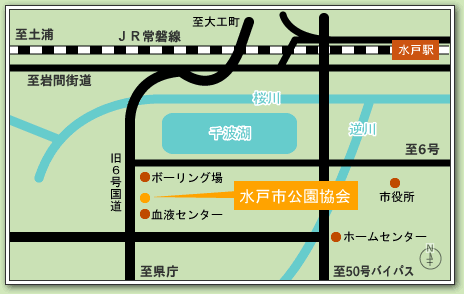 至大工町
至土浦
ＪＲ常磐線
水戸駅
至岩間街道
桜川
千波湖
逆川
至６号
旧６号国道
ボーリング場
水戸市公園協会
市役所
血液センター
ホームセンター
N
至県庁
至50号バイパス